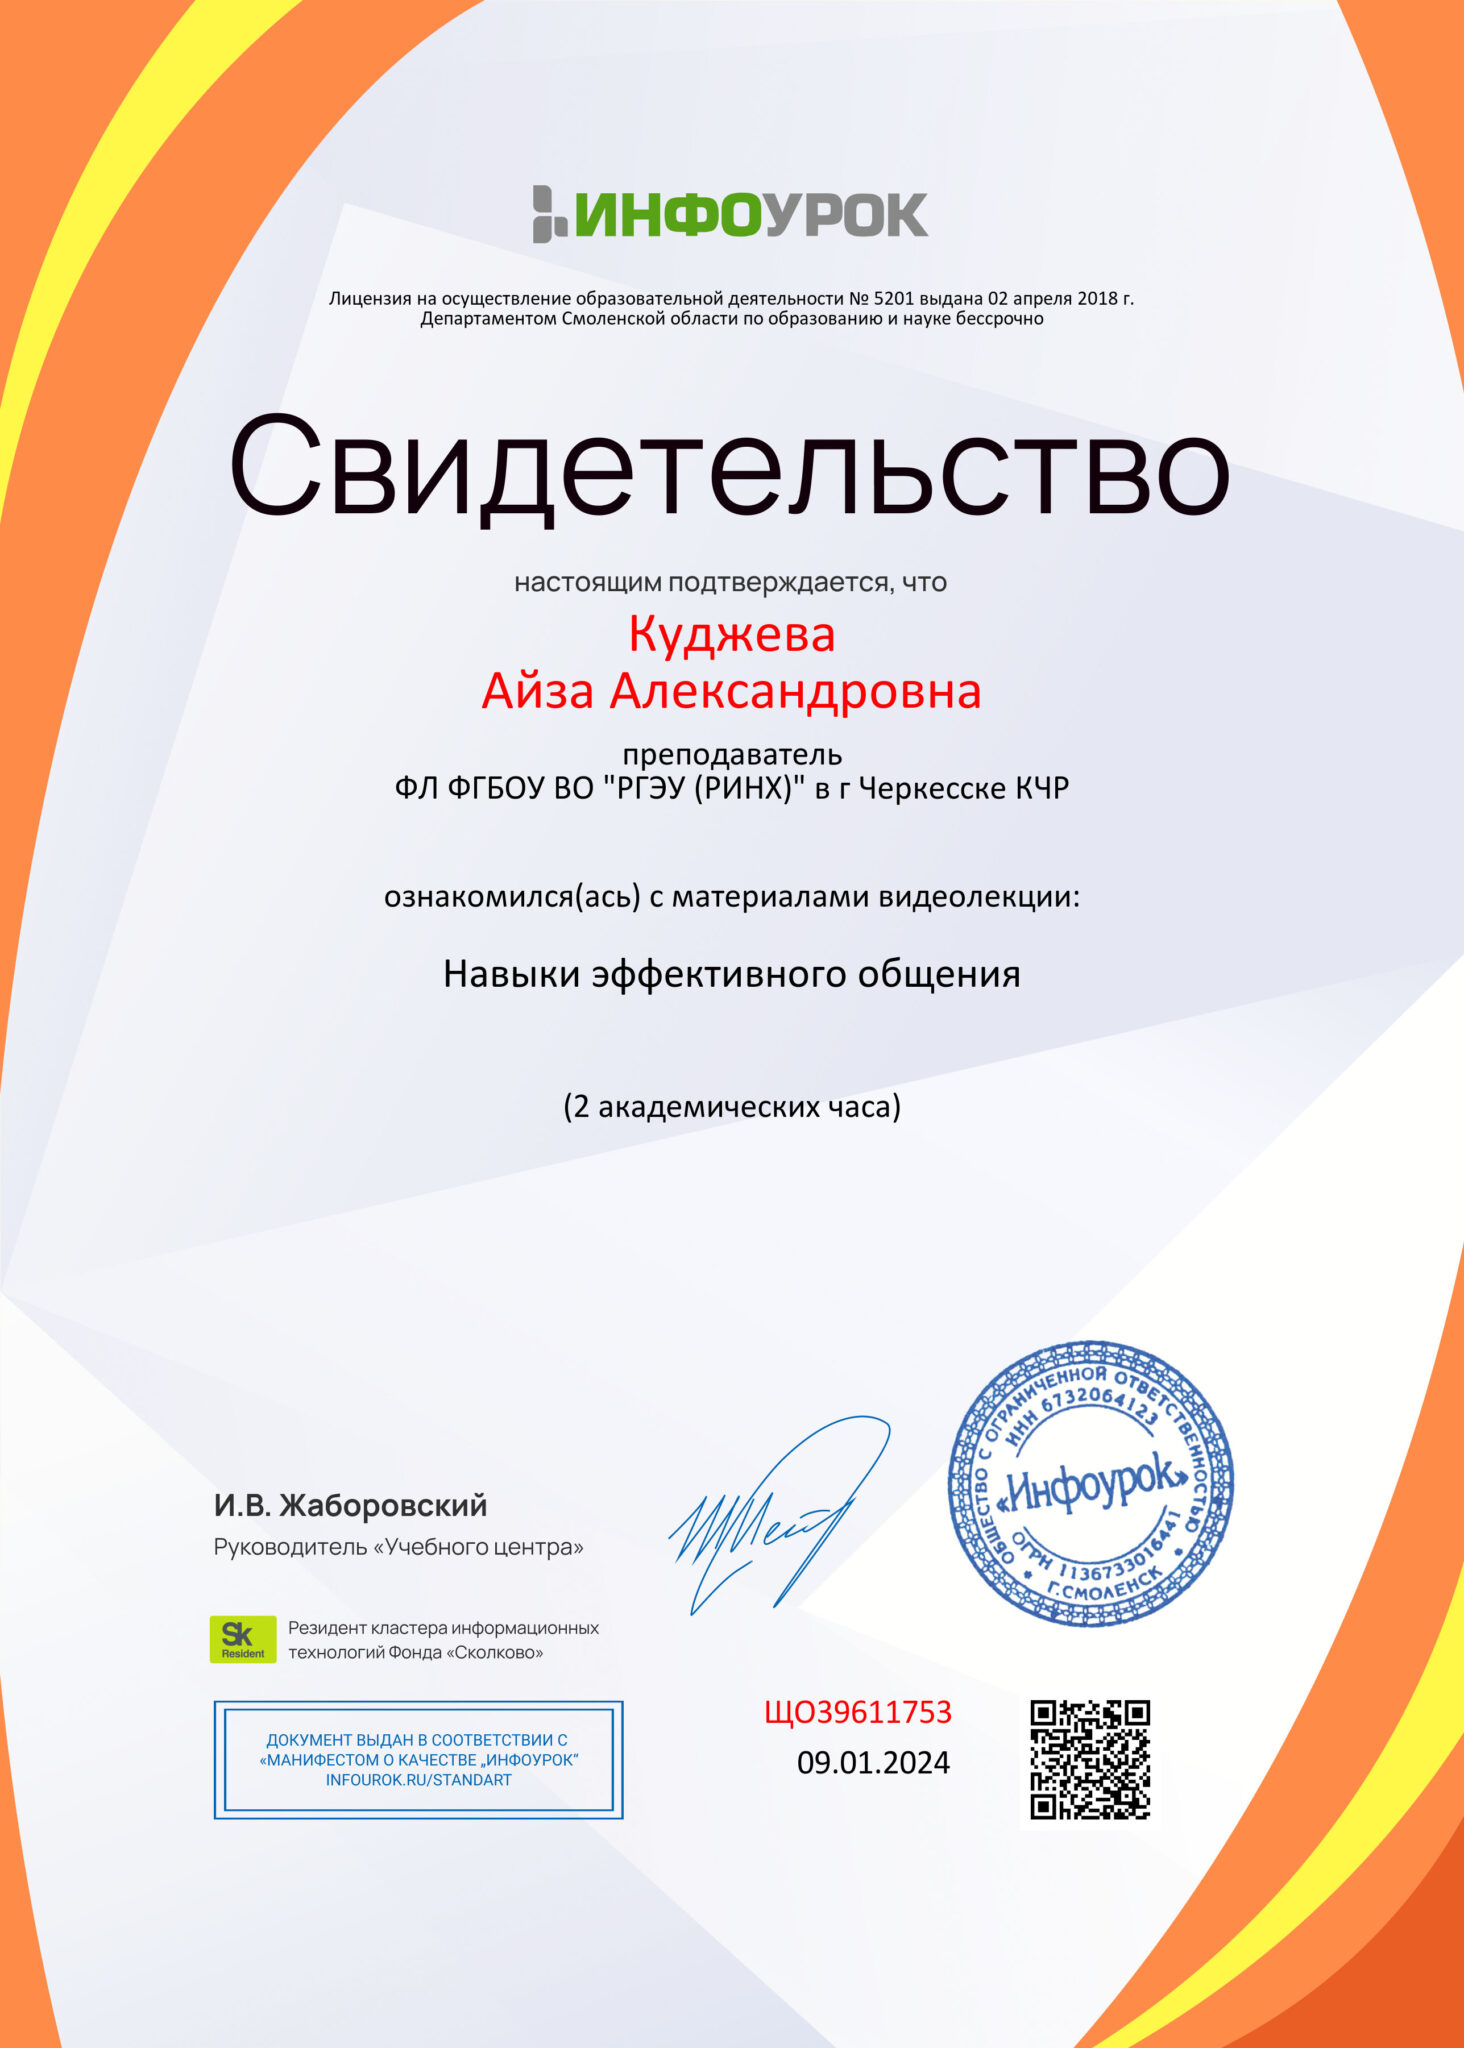 ИНФОУРОК
Лицензия на осуществление образовательной деятельности № 5201 выдана 02 апреля 2018 г.
Департаментом Смоленской области по образованию и науке бессрочно
Свидетельство
настоящим подтверждается, что
Куджева
Айза Александровна
преподаватель
ФЛ ФГБОУ ВО "РГЭУ (РИНХ)" в г Черкесске КЧР
ознакомился(ась) с материалами видеолекции:
Навыки эффективного общения
(2 академических часа)
ОБЩЕСТВО С ОГРАНИЧЕННОЙ ОТВЕТСТВЕННОСТЬЮ
ИНН 6732064123
«Инфоурок»
ОГРН 1136733016441
* Г.СМОЛЕНСК *
И.В. Жаборовский
Руководитель «Учебного центра»
Sk
Resident
Резидент кластера информационных
технологий Фонда «Сколково»
ДОКУМЕНТ ВЫДАН В СООТВЕТСТВИИ С
«МАНИФЕСТОМ О КАЧЕСТВЕ „ИНФОУРОК“
INFOUROK.RU/STANDART
ЩО39611753
09.01.2024